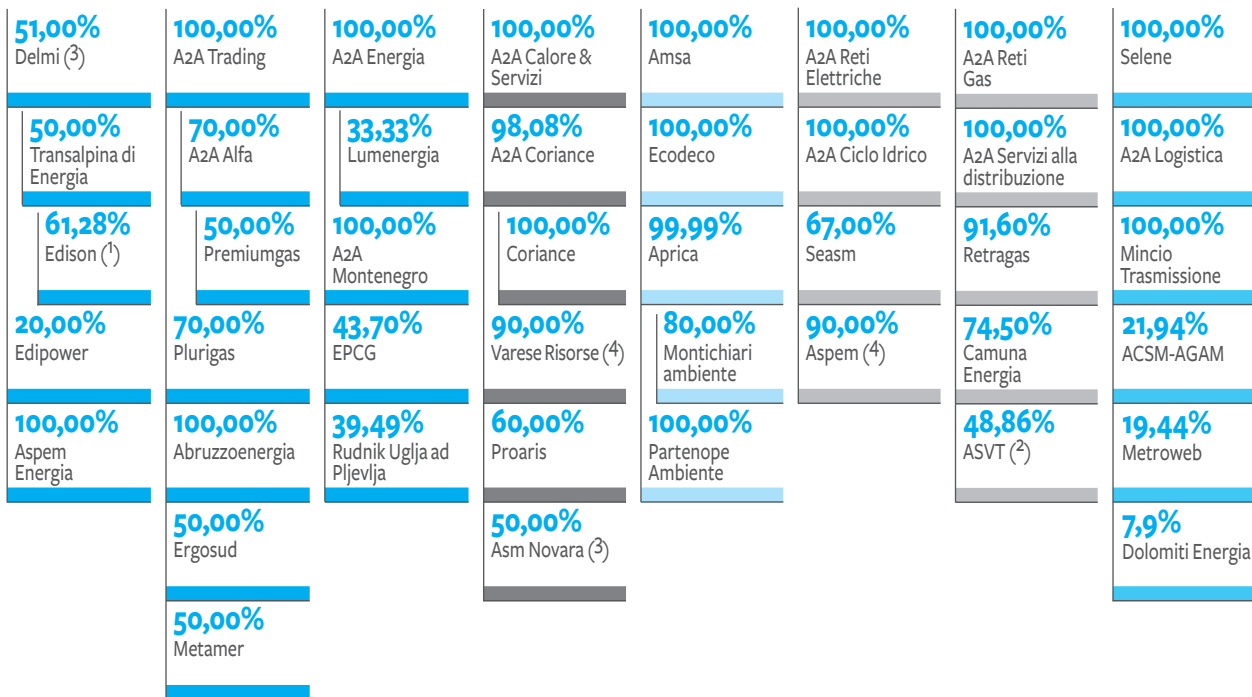 51,00%
Delmi (3)
50,00%
Transalpina di
Energia
61,28%
Edison (1)
20,00%
Edipower
100,00%
Aspem
Energia
100,00%
A2A Trading
70,00%
A2A Alfa
50,00%
Premiumgas
70,00%
Plurigas
100,00%
Abruzzoenergia
50,00%
Ergosud
50,00%
Metamer
100,00%
A2A Energia
33,33%
Lumenergia
100,00%
A2A
Montenegro
43,70%
EPCG
39,49%
Rudnik Uglja ad
Pljevlja
100,00%
A2A Calore &
Servizi
98,08%
A2A Coriance
100,00%
Coriance
90,00%
Varese Risorse (4)
60,00%
Proaris
50,00%
Asm Novara (3)
100,00%
Amsa
100,00%
Ecodeco
99,99%
Aprica
80,00%
Montichiari
ambiente
100,00%
Partenope
Ambiente
100,00%
A2A Reti
Elettriche
100,00%
A2A Ciclo Idrico
67,00%
Seasm
90,00%
Aspem (4)
100,00%
A2A Reti
Gas
100,00%
A2A Servizi alla
distribuzione
91,60%
Retragas
74,50%
Camuna
Energia
48,86%
ASVT (2)
100,00%
Selene
100,00%
A2A Logistica
100,00%
Mincio
Trasmissione
21,94%
ACSM-AGAM
19,44%
Metroweb
7,9%
Dolomiti Energia